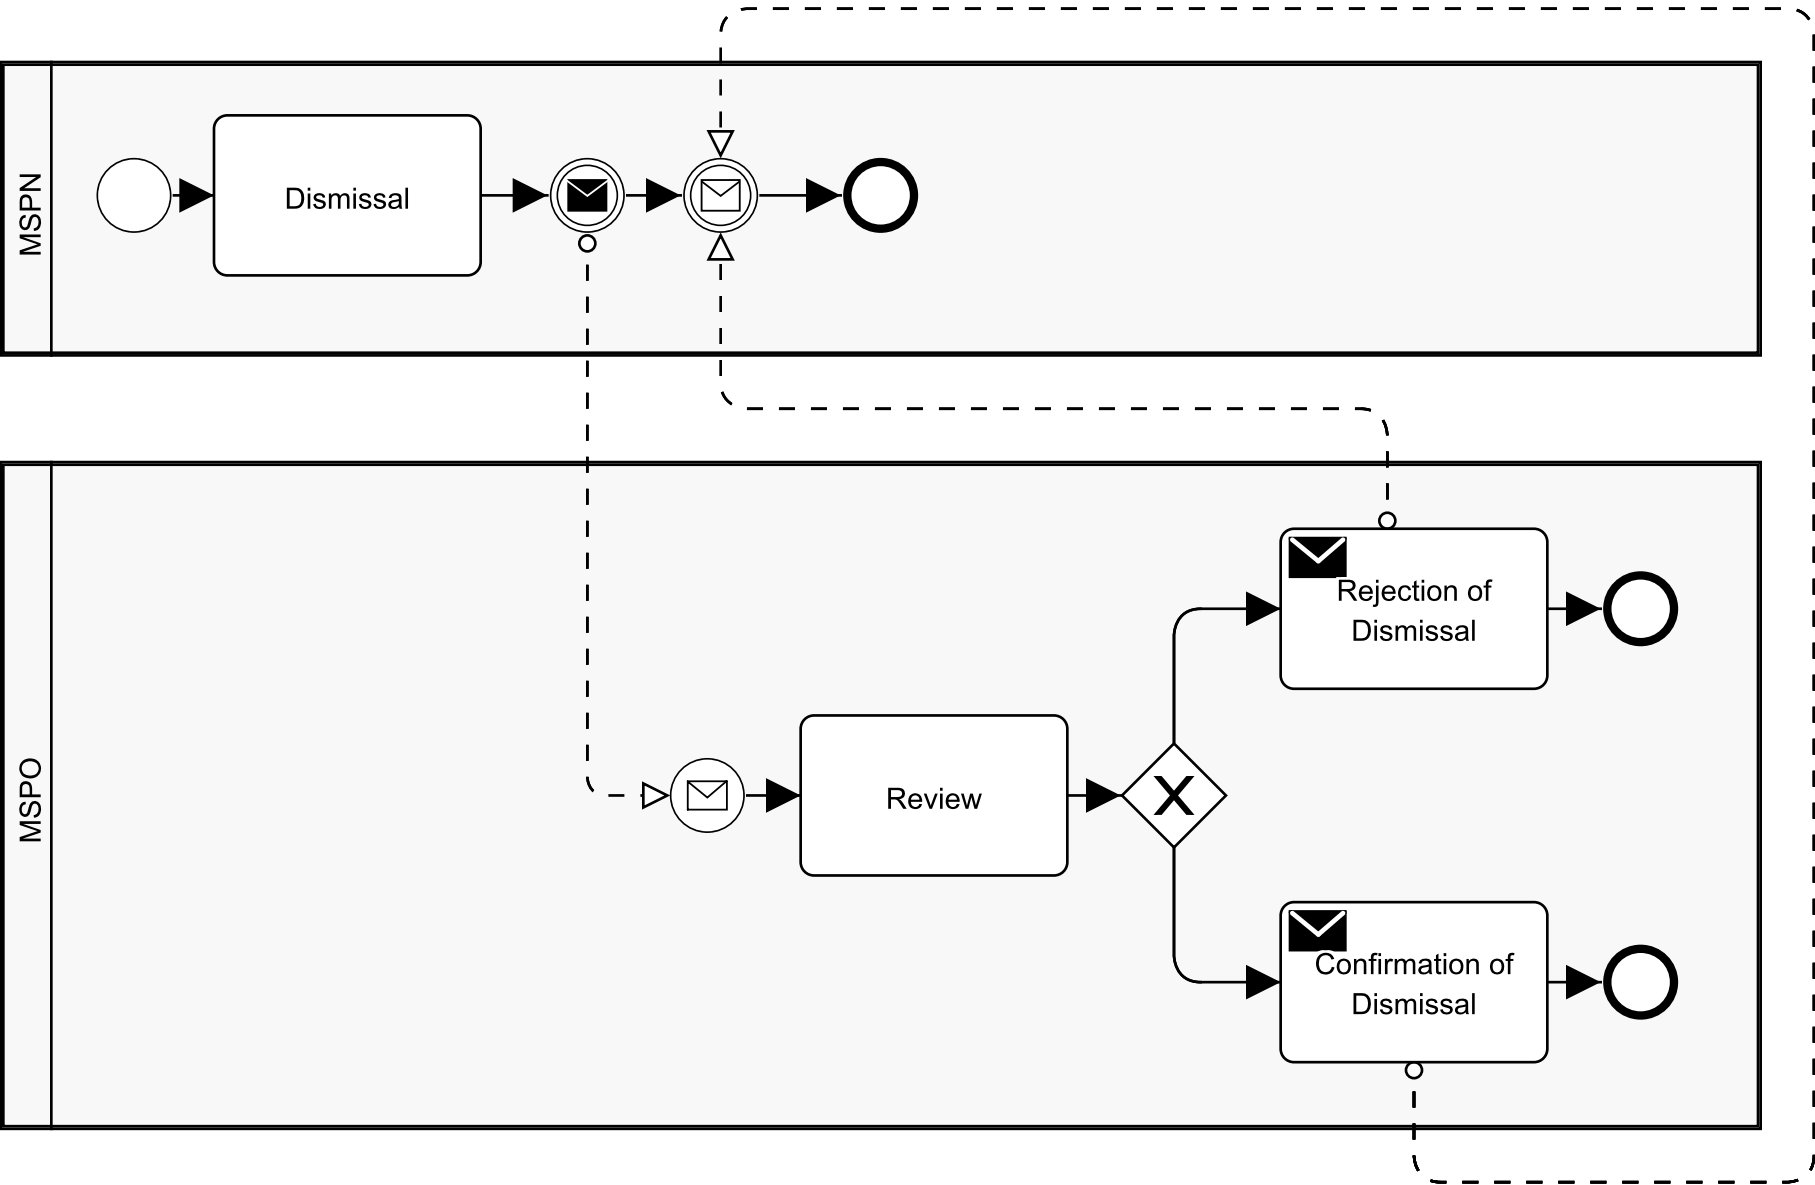 MSPN
Dismissal
MSPO
Rejection of
Dismissal
Review
Confirmation of
Dismissal